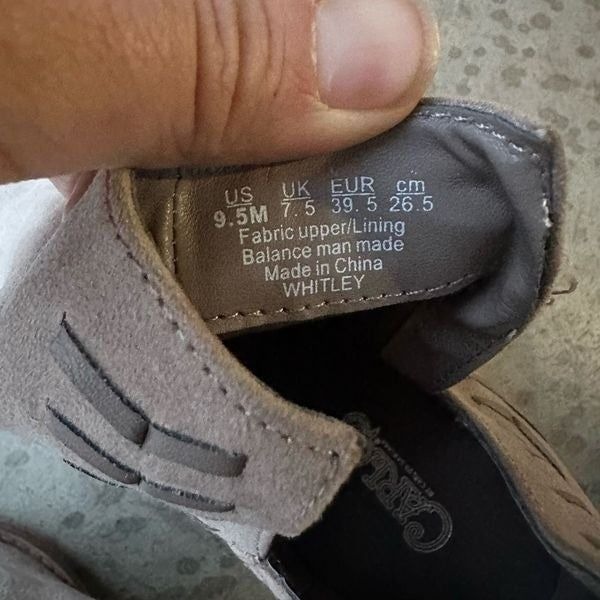 US UK EUR cm
9.5M 7.5 39.5 26.5
Fabric upper/Lining
Balance man made
Made in China
WHITLEY